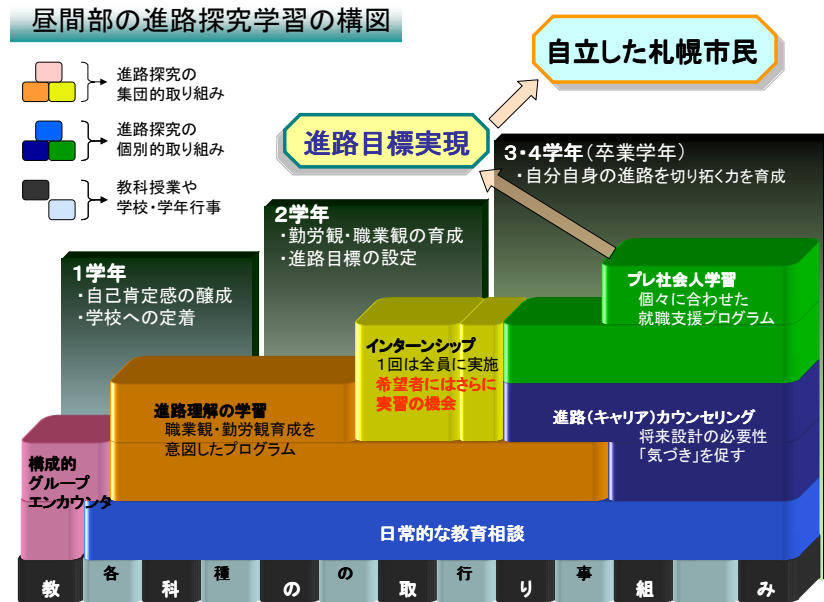 昼間部の進路探究学習の構図
自立した札幌市民
進路探究の
集団的取り組み
進路探究の
個別的取り組み
教科授業や
学校・学年行事
進路目標実現
3・4学年(卒業学年)
・自分自身の進路を切り拓く力を育成
2学年
・勤労観・職業観の育成
・進路目標の設定
1学年
・自己肯定感の醸成
・学校への定着
プレ社会人学習
個々に合わせた
就職支援プログラム
インターンシップ
1回は全員に実施
希望者にはさらに
実習の機会
進路理解の学習
職業観・勤労観育成を
意図したプログラム
進路(キャリア)カウンセリング
将来設計の必要性
「気づき」を促す
構成的
グループ
エンカウンタ
日常的な教育相談
教 各 科 種 の の 取 行 り 事 組 み